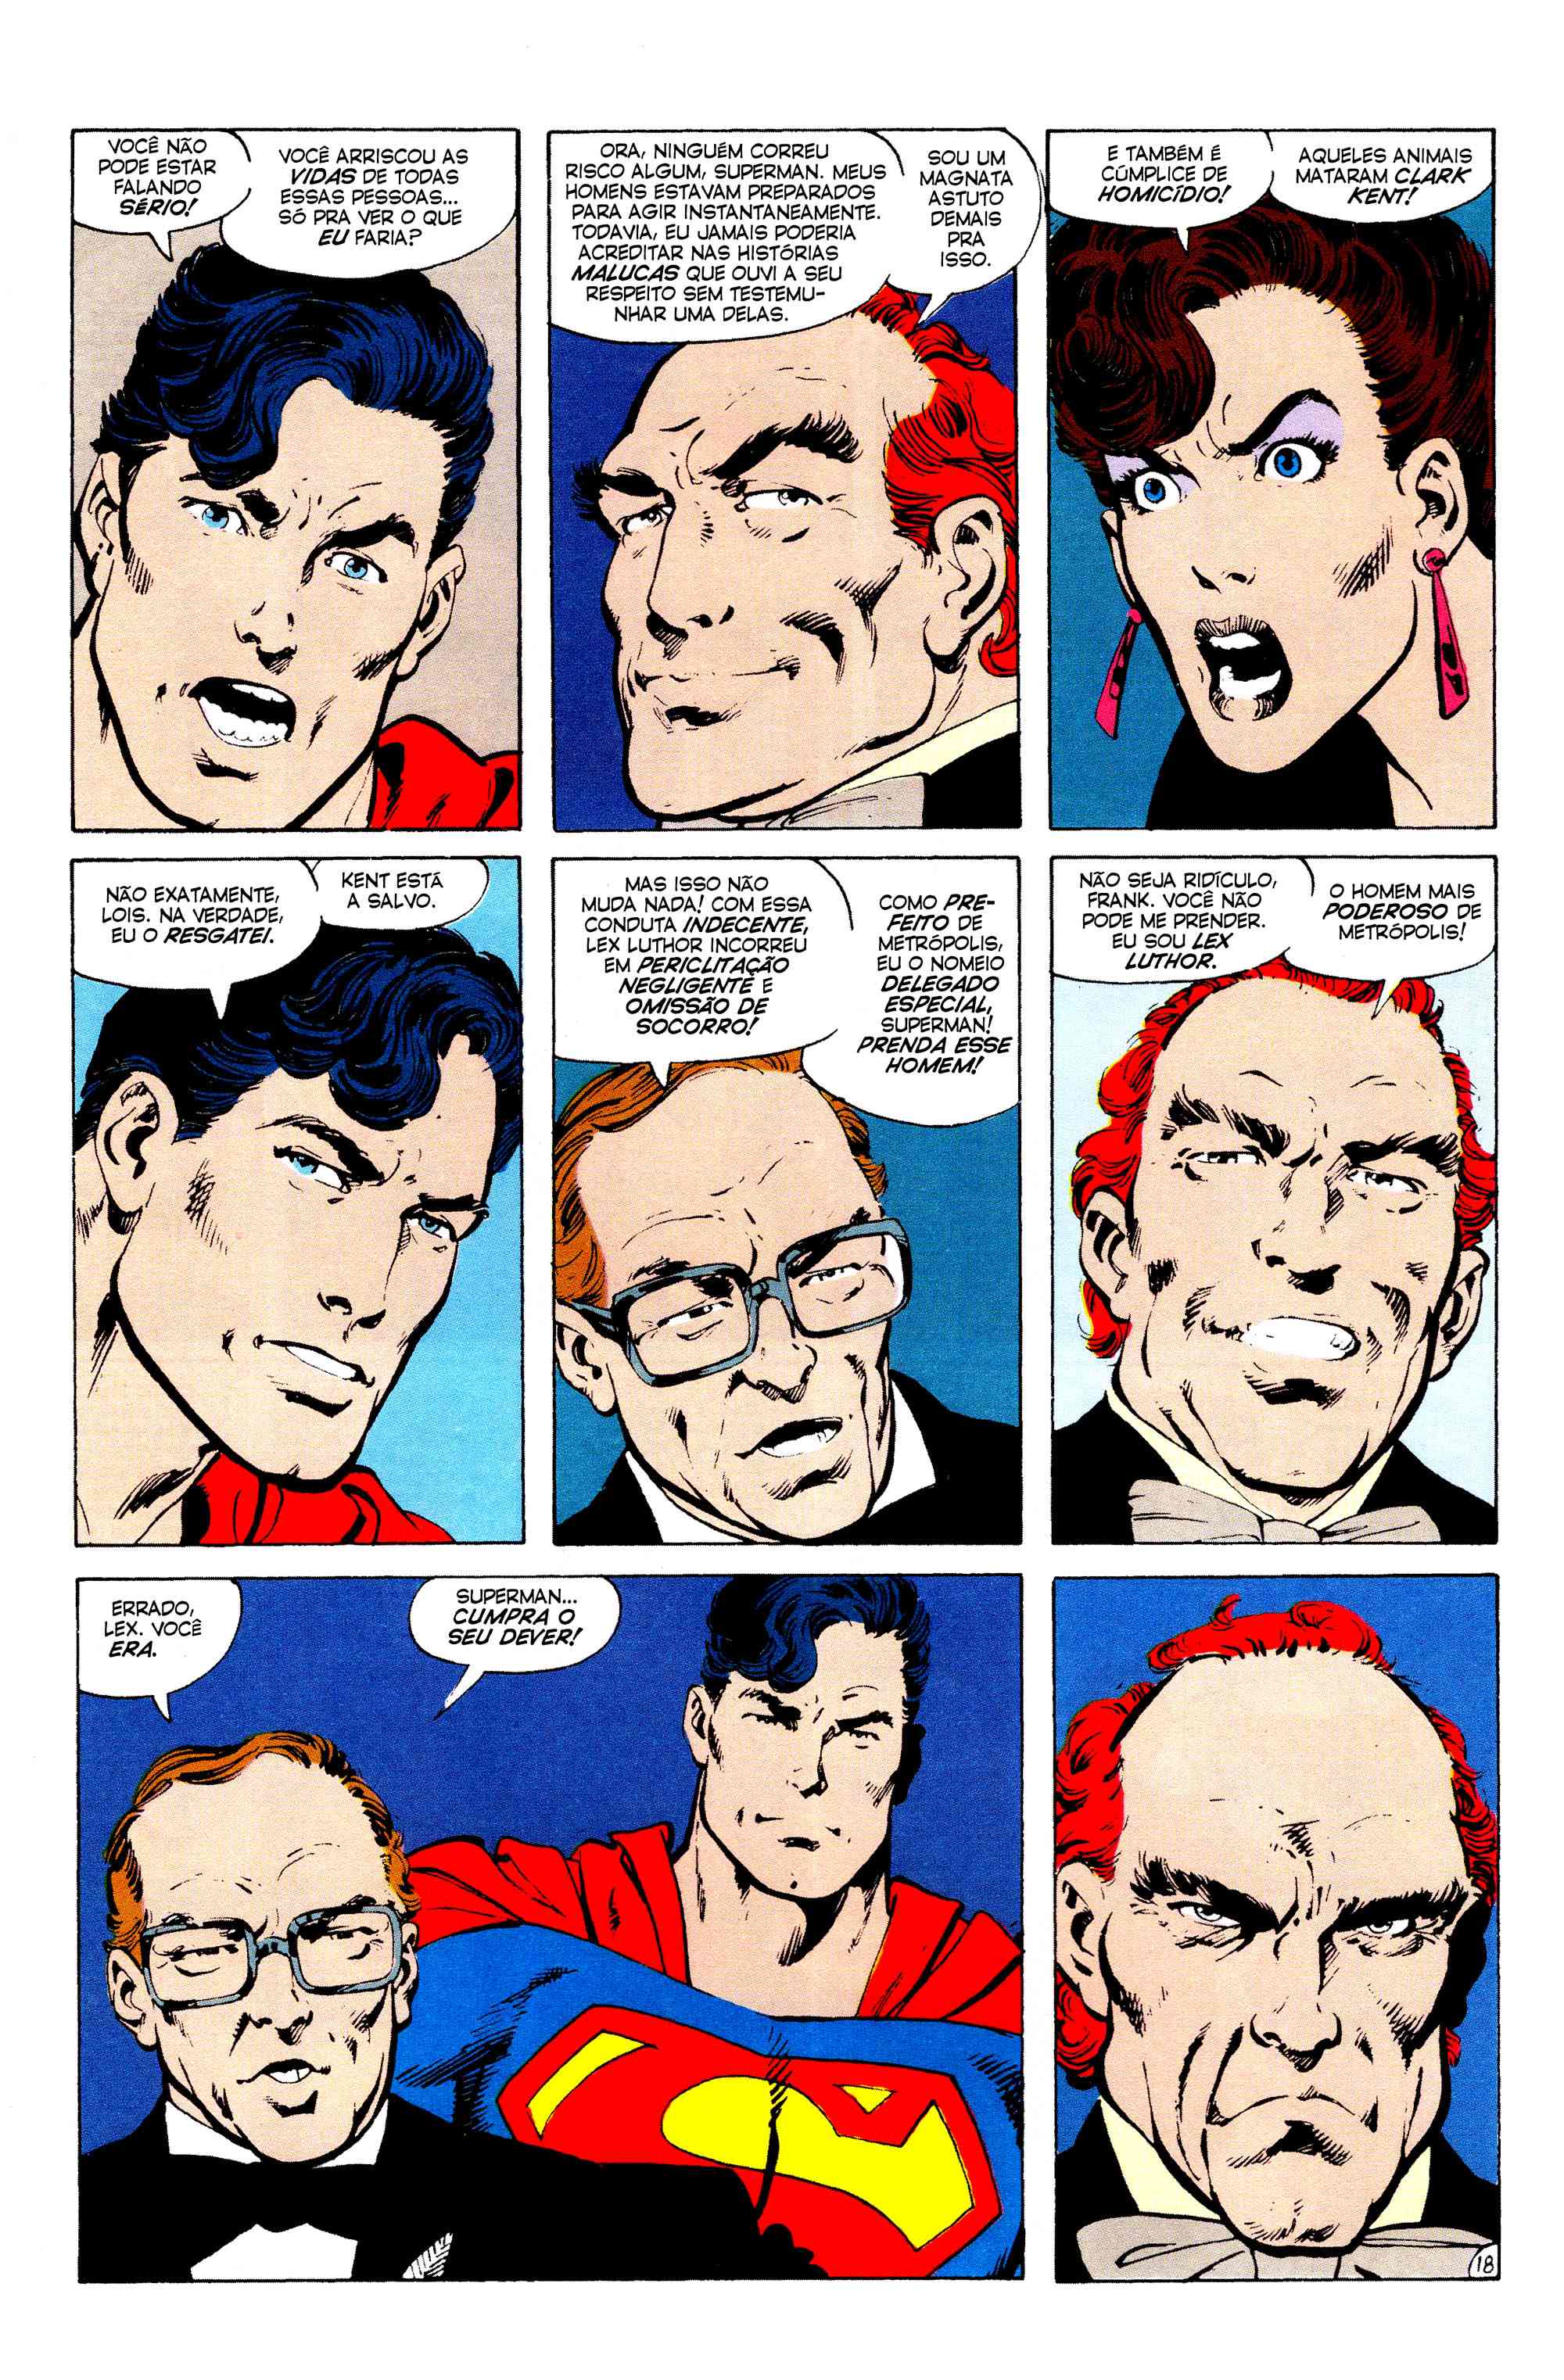 VOCÊ NÃO
PODE ESTAR
FALANDO
SÉRIO!
VOCÊ ARRISCOU AS
VIDAS DE TODAS
ESSAS PESSOAS...
SÓ PRA VER O QUE
EU FARIA?
ORA, NINGUÉM CORREU
RISCO ALGUM, SUPERMAN. MEUS
HOMENS ESTAVAM PREPARADOS
PARA AGIR INSTANTANEAMENTE.
TODAVIA, EU JAMAIS PODERIA
ACREDITAR NAS HISTÓRIAS
MALUCAS QUE OUVI A SEU
RESPEITO SEM TESTEMU-
NHAR UMA DELAS.
SOU UM
MAGNATA
ASTUTO
DEMAIS
PRA
ISSO.
E TAMBÉM É
CÚMPLICE DE
HOMICÍDIO!
AQUELES ANIMAIS
MATARAM CLARK
KENT!
NÃO EXATAMENTE,
LOIS. NA VERDADE,
EU O RESGATEI.
KENT ESTÁ
A SALVO.
MAS ISSO NÃO
MUDA NADA! COM ESSA
CONDUTA INDECENTE,
LEX LUTHOR INCORREU
EM PERICLITAÇÃO
NEGLIGENTE E
OMISSÃO DE
SOCORRO!
COMO PRE-
FEITO DE
METRÓPOLIS,
EU O NOMEIO
DELEGADO
ESPECIAL,
SUPERMAN!
PRENDA ESSE
HOMEM!
NÃO SEJA RIDÍCULO,
FRANK. VOCÊ NÃO
PODE ME PRENDER.
EU SOU LEX
LUTHOR.
O HOMEM MAIS
PODEROSO DE
METRÓPOLIS!
ERRADO,
LEX. VOCÊ
ERA.
SUPERMAN...
CUMPRA O
SEU DEVER!
18